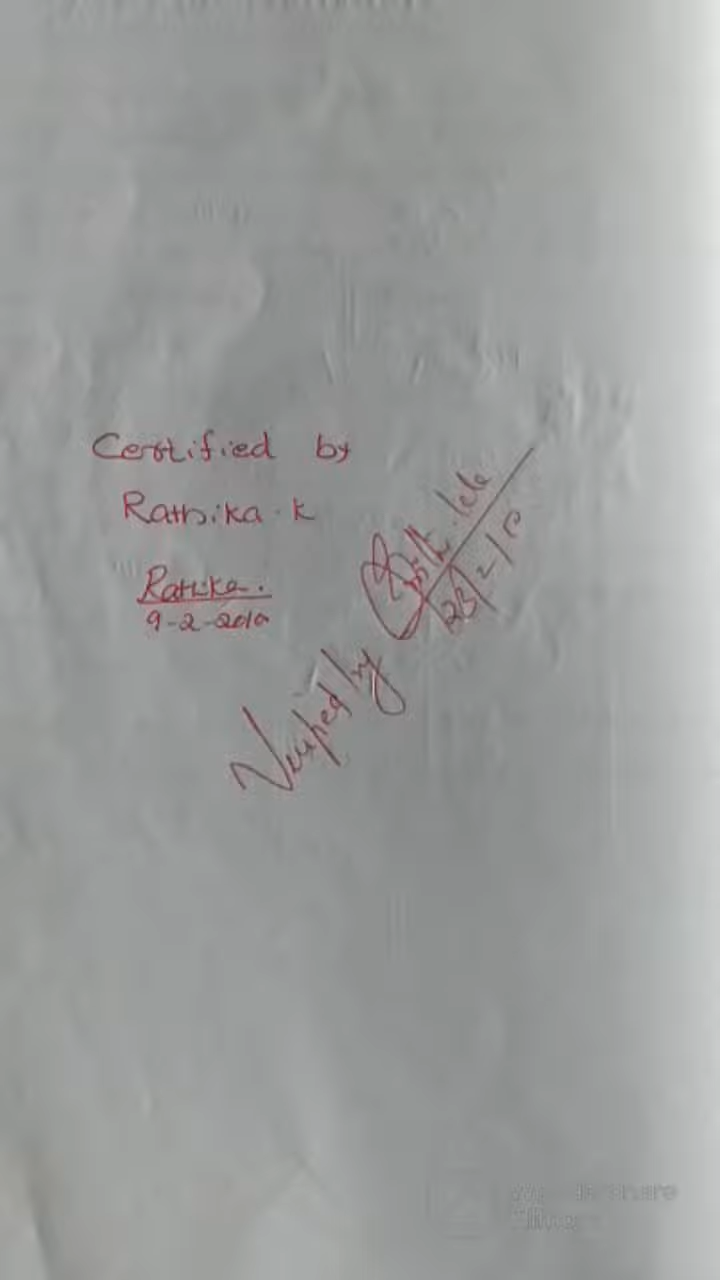 Certified by
Rathika . K
Rathika.
9-2-2010
Verified by
23/2/10